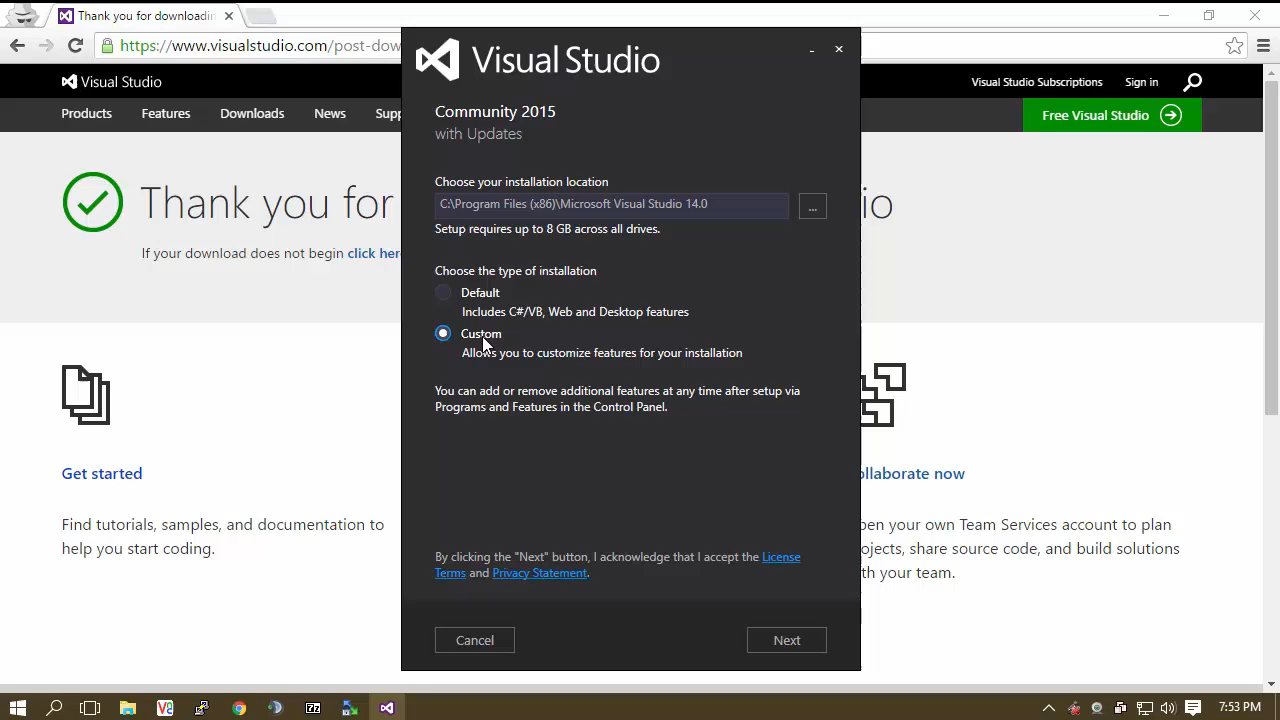 Thank you for downloadin
https://www.visualstudio.com/post-dow
Visual Studio
Visual Studio Subscriptions
Sign in
Products
Features
Downloads
News
Supp
Free Visual Studio
Thank you for
io
If your download does not begin click her
Get started
Find tutorials, samples, and documentation to
help you start coding.
ollaborate now
pen your own Team Services account to plan
ojects, share source code, and build solutions
th your team.
Visual Studio
Community 2015
with Updates
Choose your installation location
C:\Program Files (x86)\Microsoft Visual Studio 14.0
...
Setup requires up to 8 GB across all drives.
Choose the type of installation
Default
Includes C#/VB, Web and Desktop features
Custom
Allows you to customize features for your installation
You can add or remove additional features at any time after setup via
Programs and Features in the Control Panel.
By clicking the "Next" button, I acknowledge that I accept the License
Terms and Privacy Statement.
Cancel
Next
7:53 PM